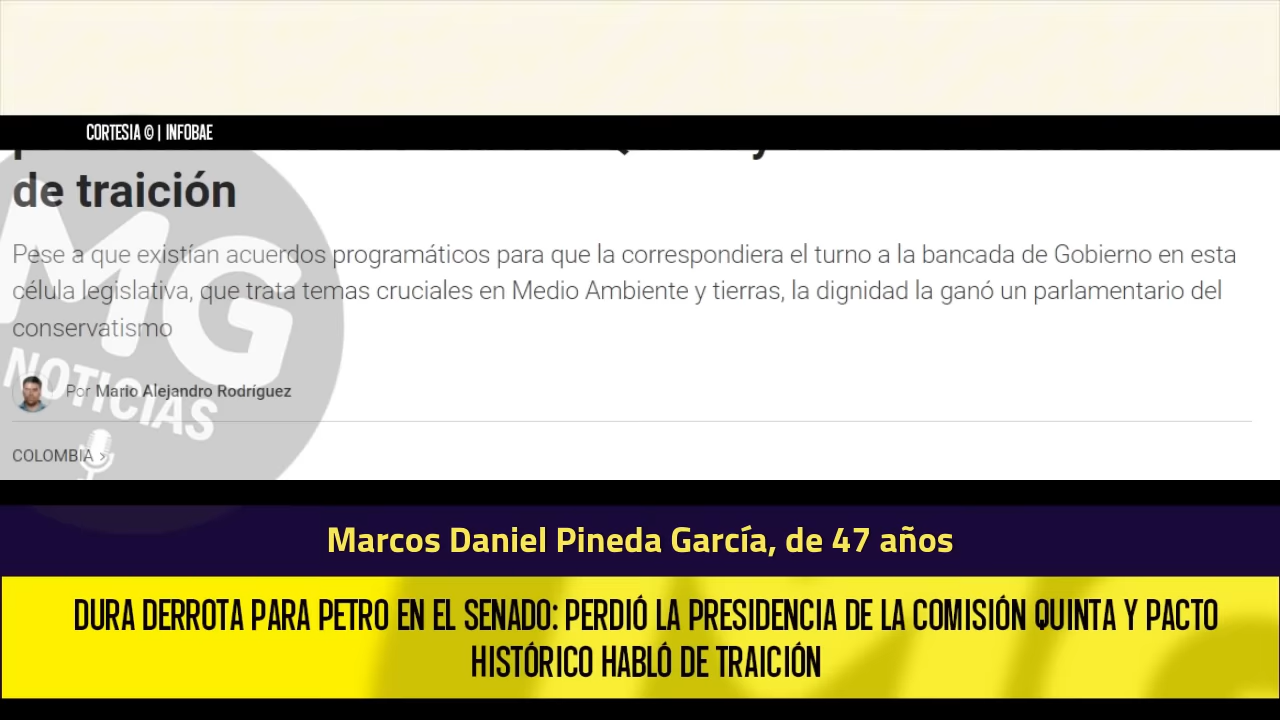 CORTESIA © | INFOBAE
de traición
Pese a que existían acuerdos programáticos para que la correspondiera el turno a la bancada de Gobierno en esta
célula legislativa, que trata temas cruciales en Medio Ambiente y tierras, la dignidad la ganó un parlamentario del
conservatismo
MG
NOTICIAS
Por Mario Alejandro Rodríguez
COLOMBIA >
Marcos Daniel Pineda García, de 47 años
DURA DERROTA PARA PETRO EN EL SENADO: PERDIÓ LA PRESIDENCIA DE LA COMISIÓN QUINTA Y PACTO
HISTÓRICO HABLÓ DE TRAICIÓN